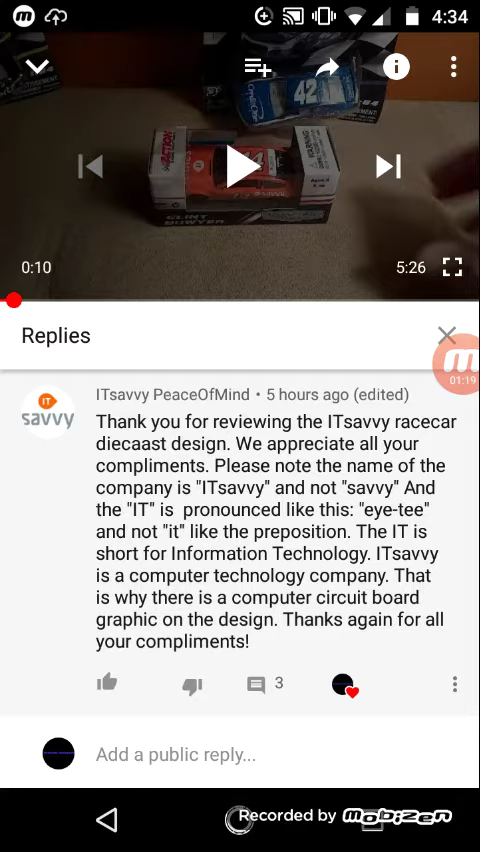 4:34
42
ACTION
WARNING
CLINT
BOWYER
0:10
5:26
Replies
01:19
IT
savvy
ITsavvy PeaceOfMind • 5 hours ago (edited)
Thank you for reviewing the ITsavvy racecar
diecaast design. We appreciate all your
compliments. Please note the name of the
company is "ITsavvy" and not "savvy" And
the "IT" is pronounced like this: "eye-tee"
and not "it" like the preposition. The IT is
short for Information Technology. ITsavvy
is a computer technology company. That
is why there is a computer circuit board
graphic on the design. Thanks again for all
your compliments!
3
Add a public reply...
Recorded by Mobizen